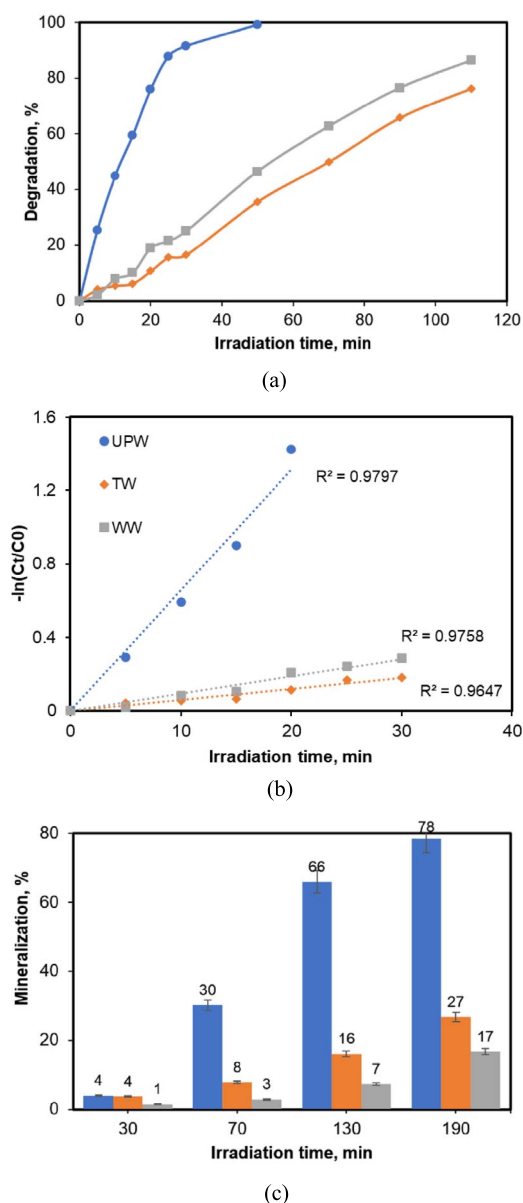 100
80
60
40
20
0
Degradation, %
0 20 40 60 80 100 120
Irradiation time, min
(a)
1.6
1.2
0.8
0.4
0
-ln(Ct/C0)
UPW
TW
WW
R² = 0.9797
R² = 0.9758
R² = 0.9647
0 10 20 30 40
Irradiation time, min
(b)
80
60
40
20
0
Mineralization, %
4 4 1
30 8 3
66 16 7
78 27 17
30 70 130 190
Irradiation time, min
(c)